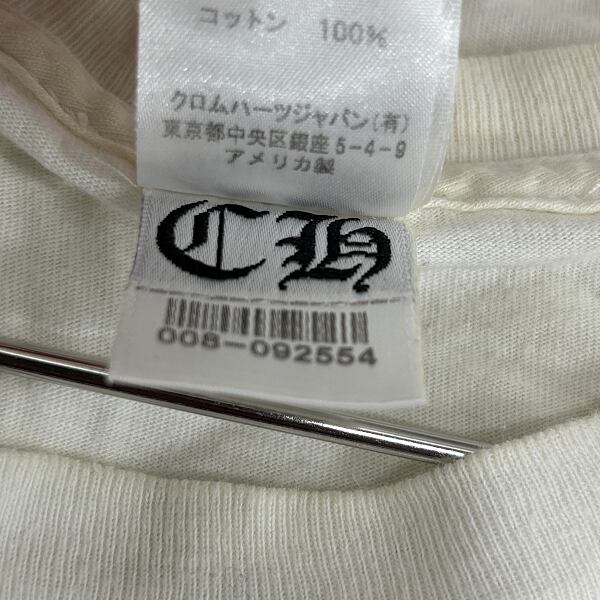 コットン 100%
クロムハーツジャパン(有)
東京都中央区銀座5-4-9
アメリカ製
CH
008-092554